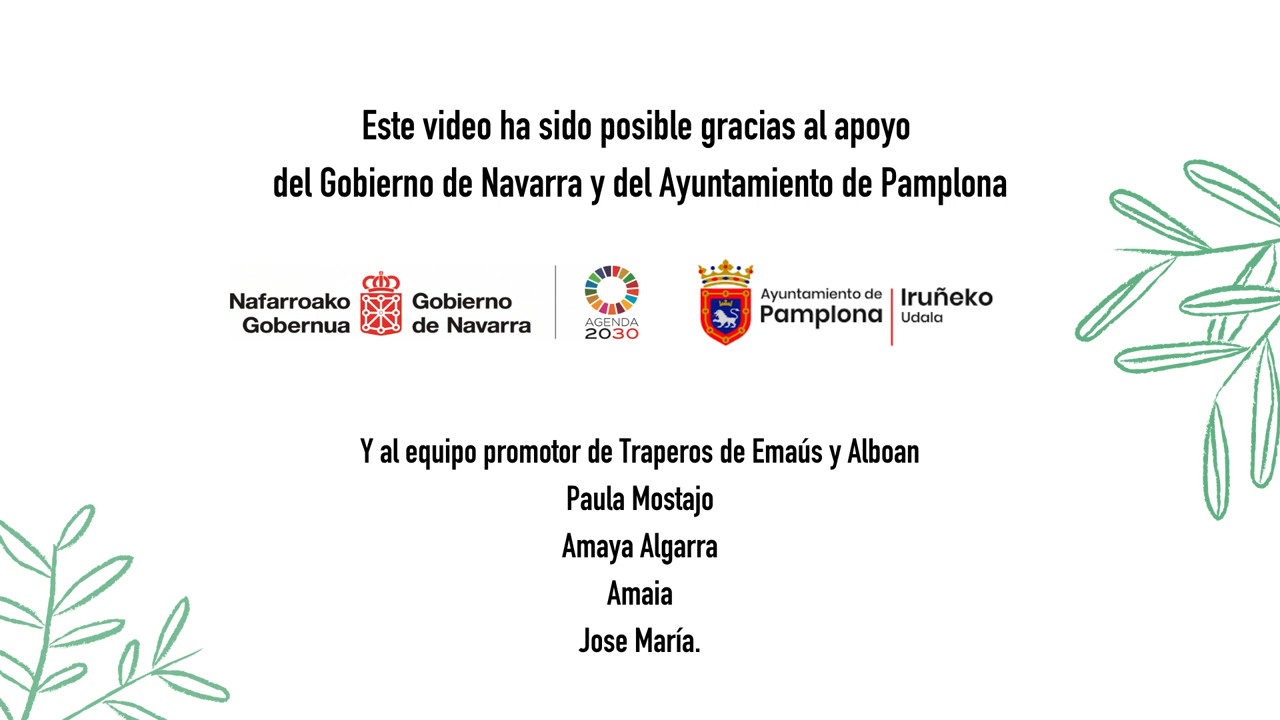 Este video ha sido posible gracias al apoyo
del Gobierno de Navarra y del Ayuntamiento de Pamplona
Nafarroako
Gobernua
Gobierno
de Navarra
AGENDA
2030
Ayuntamiento de
Pamplona
Iruñeko
Udala
Y al equipo promotor de Traperos de Emaús y Alboan
Paula Mostajo
Amaya Algarra
Amaia
Jose María.